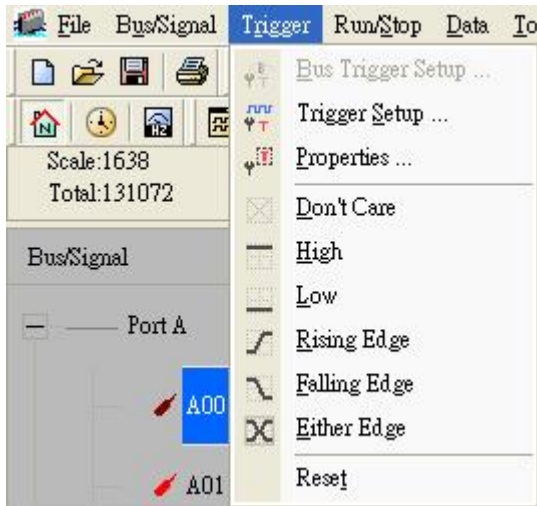 File Bus/Signal Trigger Run/Stop Data To
Bus Trigger Setup ...
Trigger Setup ...
Properties ...
Scale:1638
Total:131072
Don't Care
High
Low
Rising Edge
Falling Edge
Either Edge
Reset
Bus/Signal
Port A
A00
A01